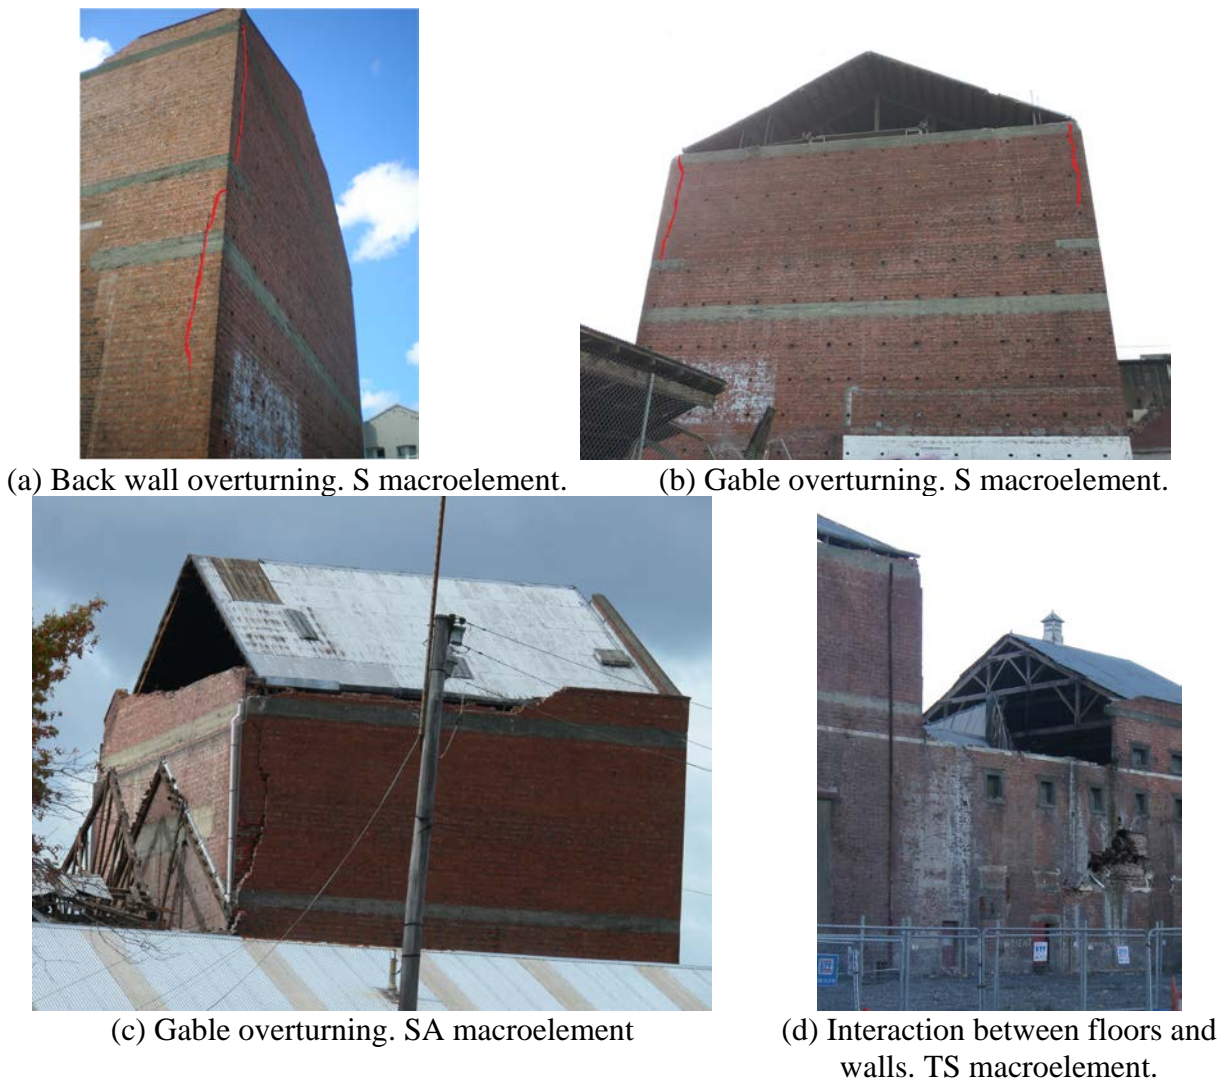 (a) Back wall overturning. S macroelement.
(b) Gable overturning. S macroelement.
(c) Gable overturning. SA macroelement
(d) Interaction between floors and
walls. TS macroelement.